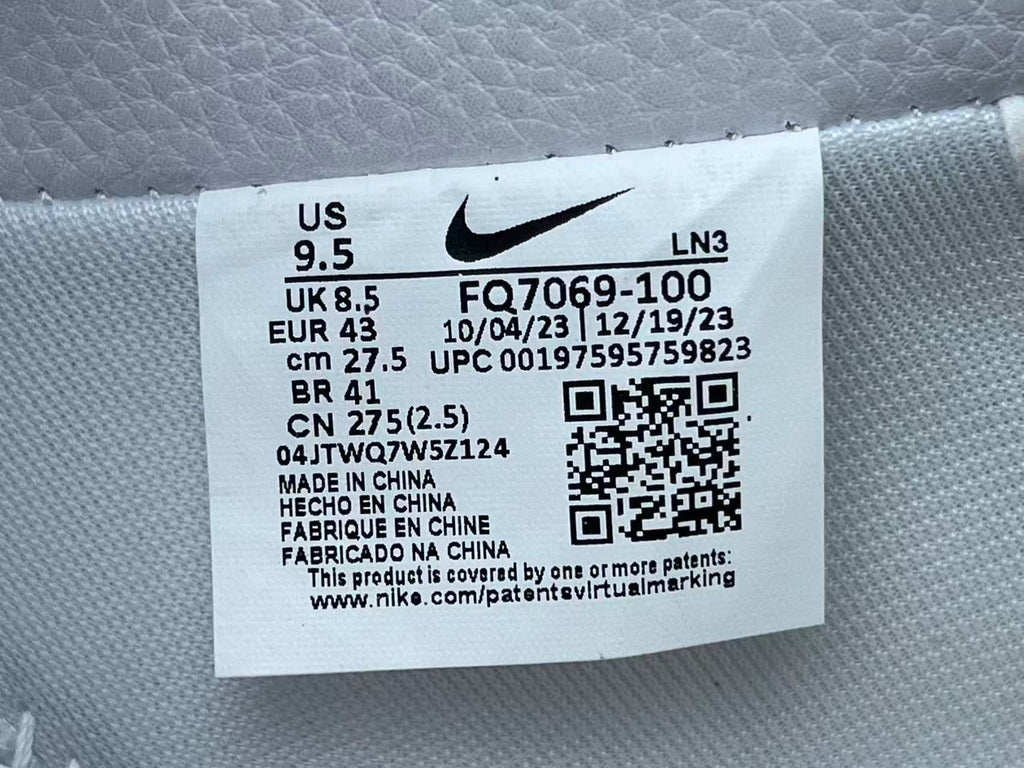 US
9.5
LN3
UK 8.5
FQ7069-100
EUR 43
10/04/23 | 12/19/23
cm 27.5
UPC 00197595759823
BR 41
CN 275(2.5)
04JTWQ7W5Z124
MADE IN CHINA
HECHO EN CHINA
FABRIQUE EN CHINE
FABRICADO NA CHINA
This product is covered by one or more patents:
www.nike.com/patentsvirtualmarking